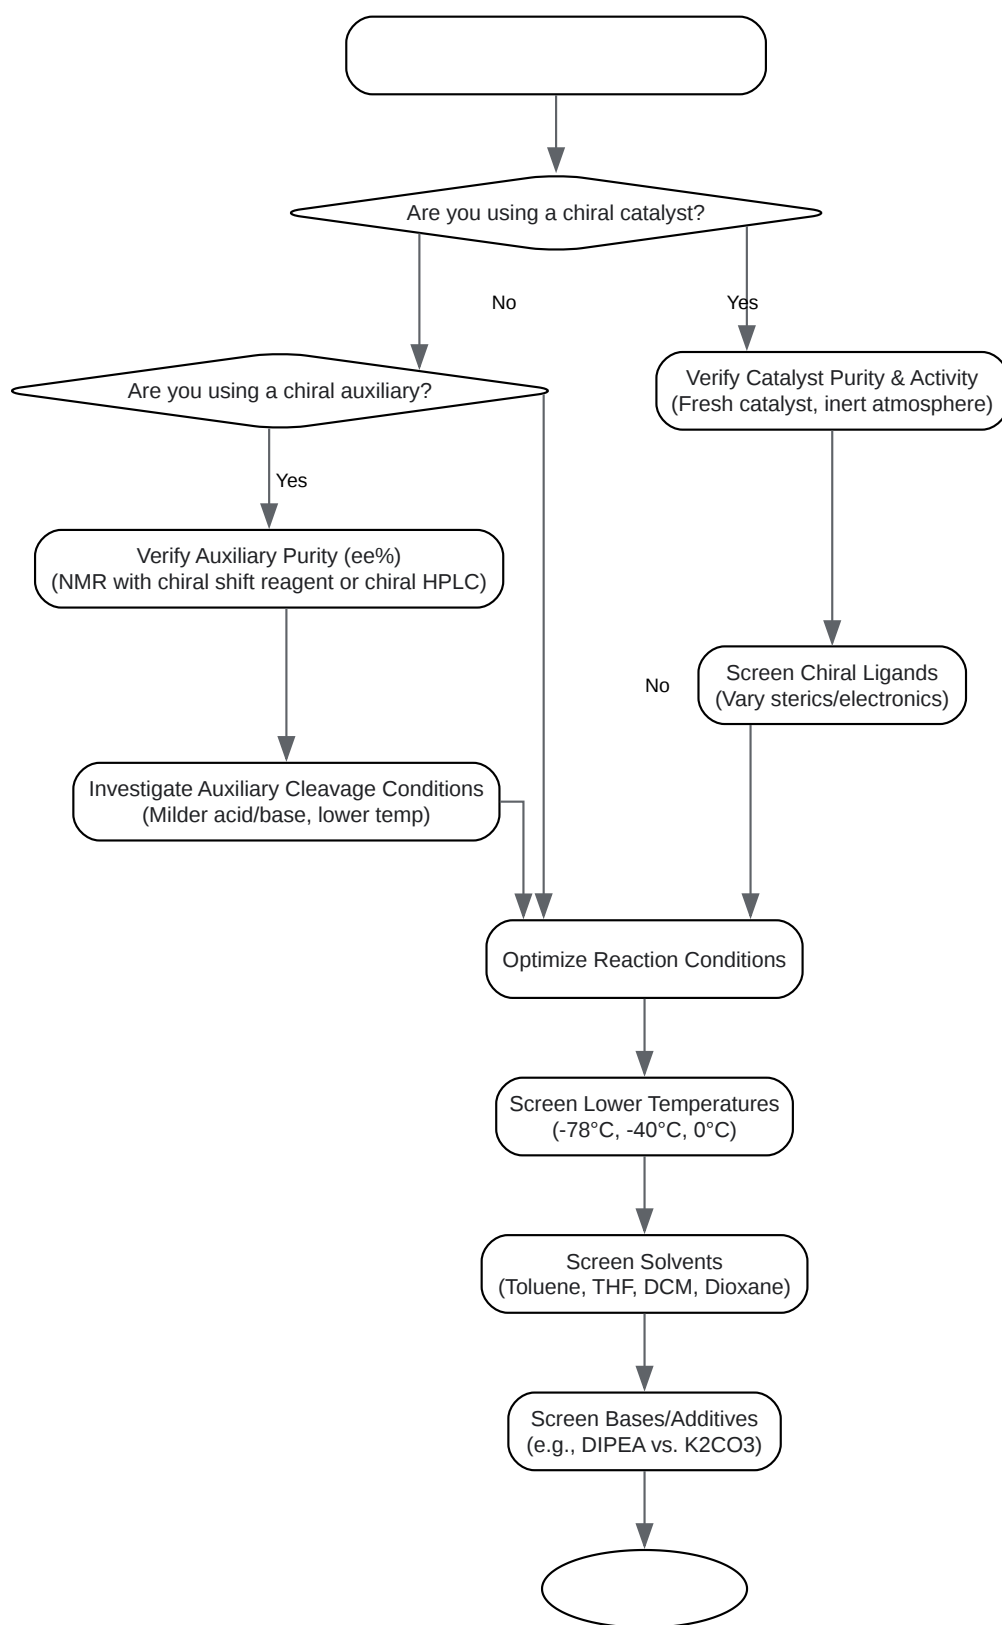 Are you using a chiral catalyst?
No
Yes
Are you using a chiral auxiliary?
Verify Catalyst Purity & Activity
(Fresh catalyst, inert atmosphere)
Yes
Verify Auxiliary Purity (ee%)
(NMR with chiral shift reagent or chiral HPLC)
No
Screen Chiral Ligands
(Vary sterics/electronics)
Investigate Auxiliary Cleavage Conditions
(Milder acid/base, lower temp)
Optimize Reaction Conditions
Screen Lower Temperatures
(-78°C, -40°C, 0°C)
Screen Solvents
(Toluene, THF, DCM, Dioxane)
Screen Bases/Additives
(e.g., DIPEA vs. K2CO3)